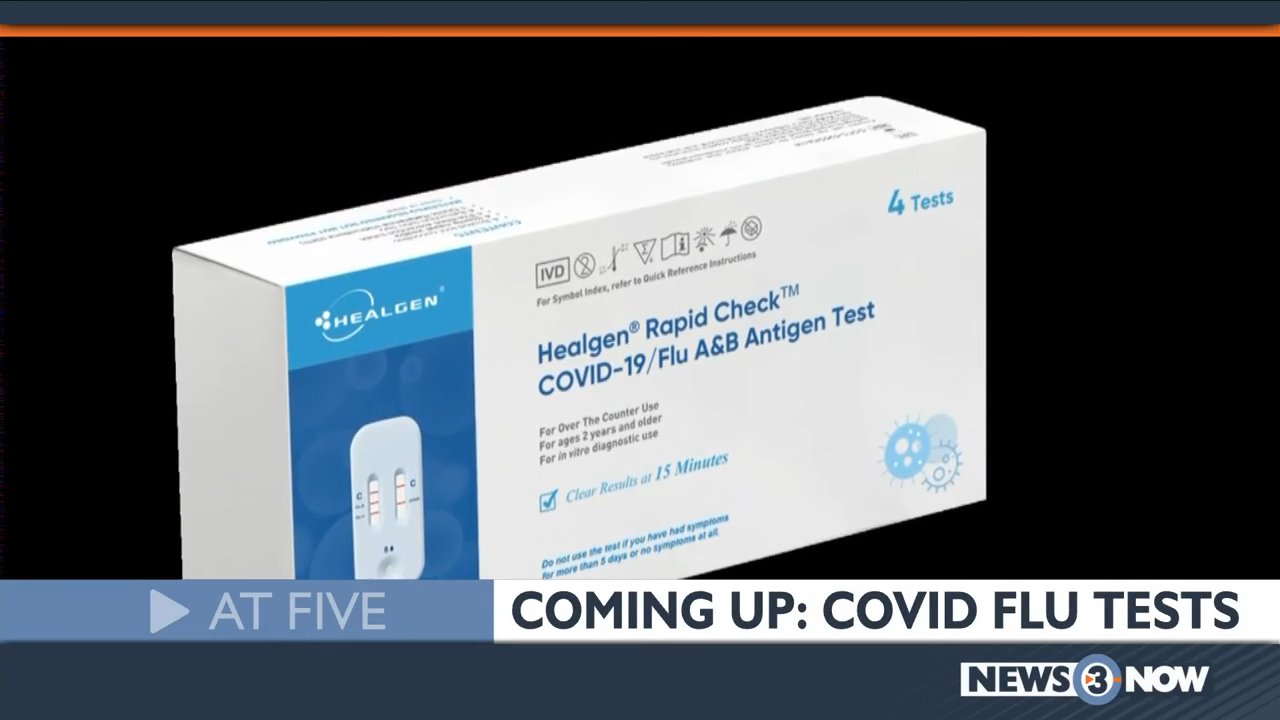 4 Tests
CONTENTS
HEALGEN®
IVD
For Symbol Index, refer to Quick Reference Instructions
Healgen® Rapid Check™
COVID-19/Flu A&B Antigen Test
For Over The Counter Use
For ages 2 years and older
For in vitro diagnostic use
Clear Results at 15 Minutes
Do not use the test if you have had symptoms
for more than 5 days or no symptoms at all.
C C
AT FIVE
COMING UP: COVID FLU TESTS
NEWS 3 NOW